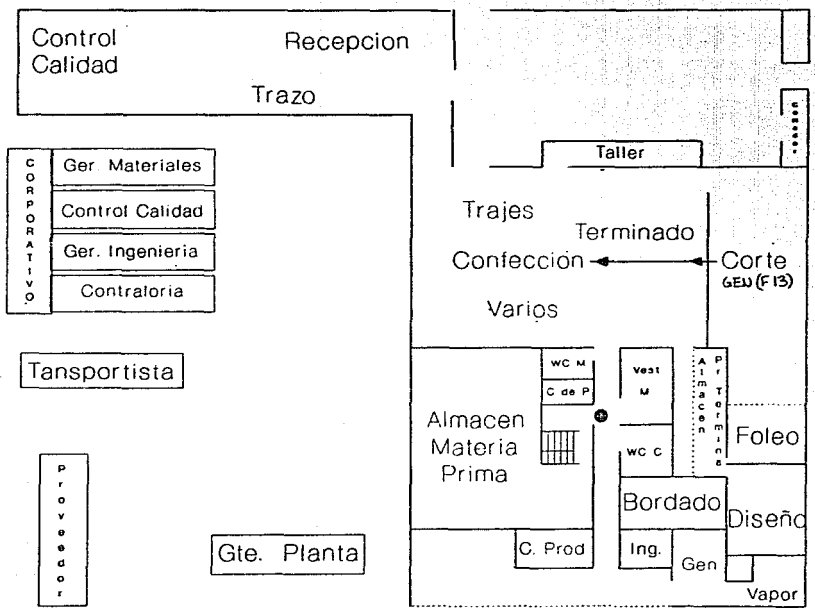 Control
Calidad
Recepcion
Trazo
Taller
CORPORATIVO
Ger. Materiales
Control Calidad
Ger. Ingenieria
Contraloria
Trajes
Terminado
Confección
Corte
GEN (F13)
Varios
Tansportista
WC M
C de P
Vest
M
Almacen
Pr Termina
Almacen
Materia
Prima
WC C
Foleo
Proveedor
Bordado
Diseño
Gte. Planta
C. Prod
Ing.
Gen
Vapor